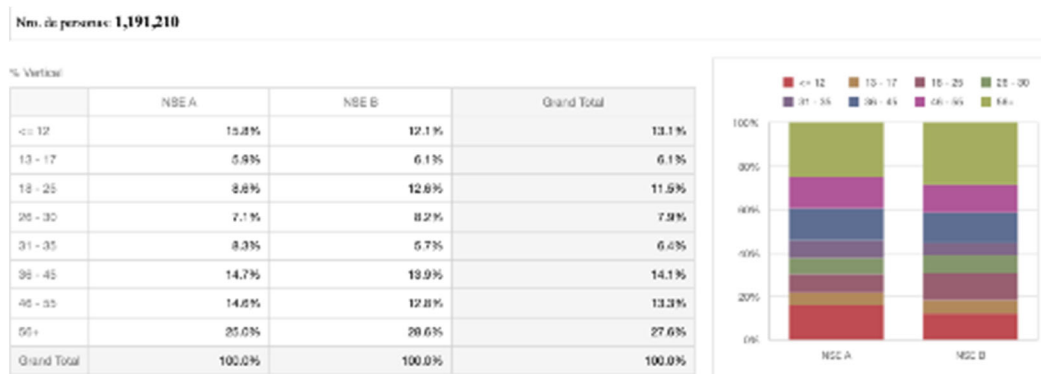 Nro. de personas: 1,191,210
% Vertical
NSE A NSE B Grand Total
<= 12 15.8% 12.1% 13.1%
13 - 17 5.9% 6.1% 6.1%
18 - 25 8.6% 12.6% 11.5%
26 - 30 7.1% 8.2% 7.9%
31 - 35 8.3% 5.7% 6.4%
36 - 45 14.7% 13.9% 14.1%
46 - 55 14.6% 12.8% 13.3%
56+ 25.0% 28.6% 27.6%
Grand Total 100.0% 100.0% 100.0%
<= 12 13 - 17 18 - 25 26 - 30
31 - 35 36 - 45 46 - 55 56+
100%
80%
60%
40%
20%
0%
NSE A NSE B